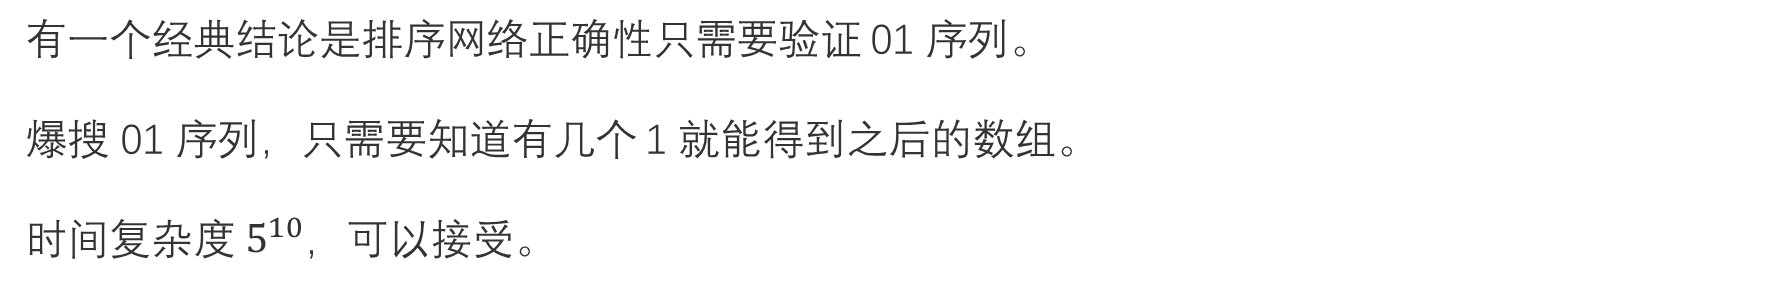 有一个经典结论是排序网络正确性只需要验证 01 序列。
爆搜 01 序列，只需要知道有几个 1 就能得到之后的数组。
时间复杂度 5¹⁰，可以接受。